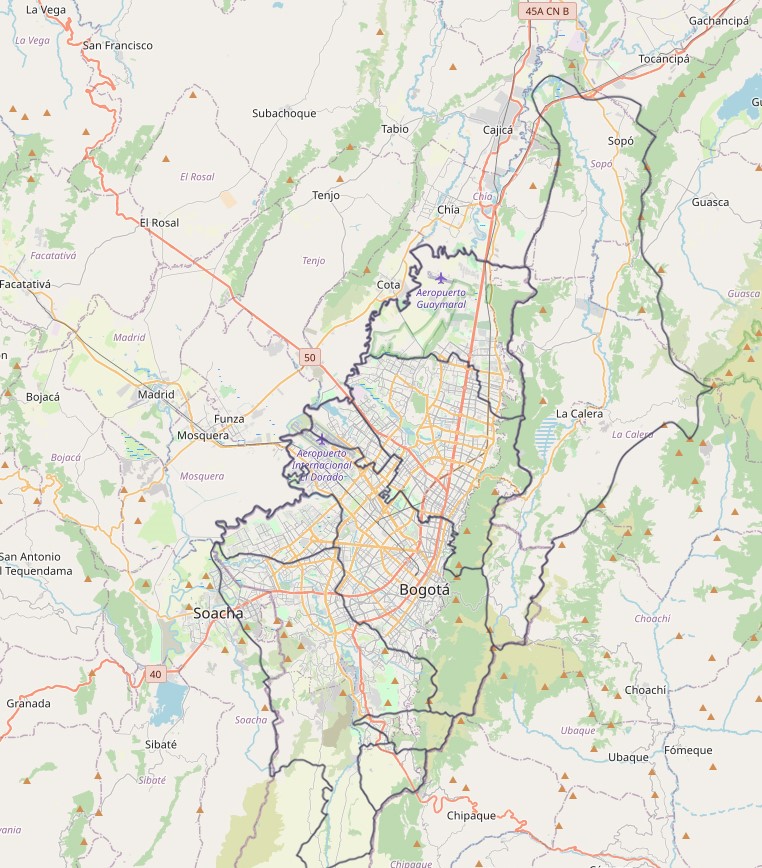 La Vega
45A CN B
Gachancipá
La Vega
San Francisco
Tocancipá
Subachoque
Tabio
Cajicá
Sopó
Sopó
El Rosal
Tenjo
Chía
Chía
Guasca
El Rosal
Facatativá
Tenjo
Facatativá
Cota
Aeropuerto
Guaymaral
Guasca
Madrid
50
Bojacá
Madrid
Funza
Mosquera
La Calera
La Calera
Bojacá
Mosquera
Aeropuerto
Internacional
El Dorado
San Antonio
Tequendama
Bogotá
Soacha
Choachí
40
Granada
Soacha
Choachí
Sibaté
Ubaque
Ubaque
Fómeque
Sibaté
Chipaque
Chipaque